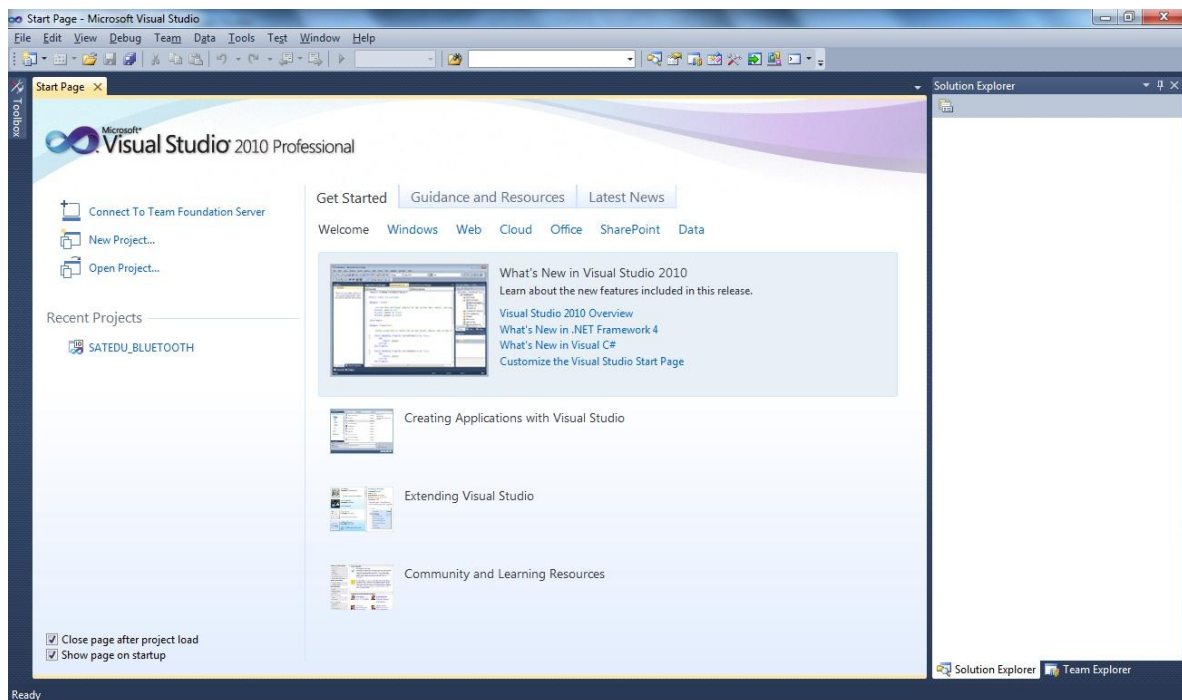 Start Page - Microsoft Visual Studio
File Edit View Debug Team Data Tools Test Window Help
Toolbox
Start Page
Microsoft
Visual Studio 2010 Professional
Connect To Team Foundation Server
New Project...
Open Project...
Recent Projects
SATEDU_BLUETOOTH
Get Started Guidance and Resources Latest News
Welcome Windows Web Cloud Office SharePoint Data
What's New in Visual Studio 2010
Learn about the new features included in this release.
Visual Studio 2010 Overview
What's New in .NET Framework 4
What's New in Visual C#
Customize the Visual Studio Start Page
Creating Applications with Visual Studio
Extending Visual Studio
Community and Learning Resources
Close page after project load
Show page on startup
Solution Explorer
Solution Explorer Team Explorer
Ready